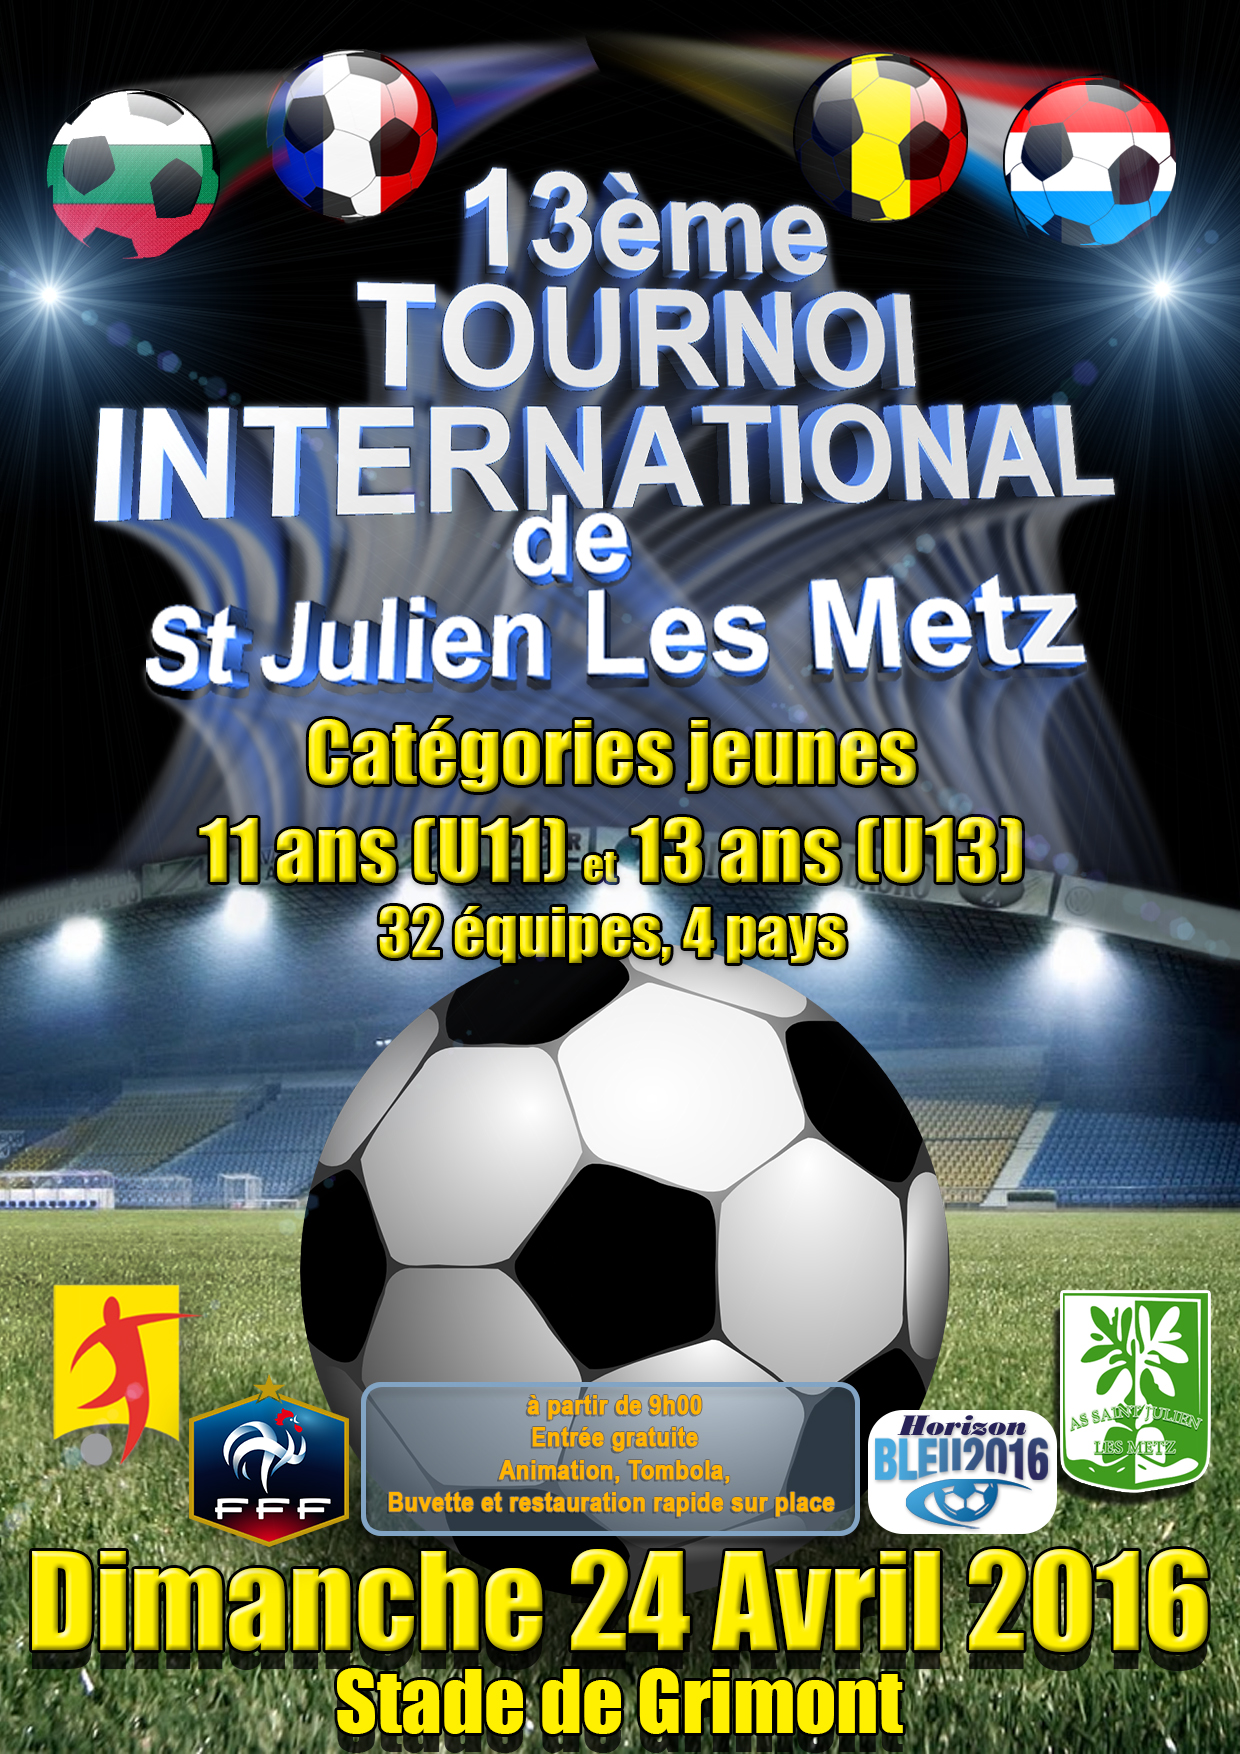 13ème
TOURNOI
INTERNATIONAL
de
St Julien Les Metz
Catégories jeunes
11 ans (U11) et 13 ans (U13)
32 équipes, 4 pays
à partir de 9h00
Entrée gratuite
Animation, Tombola,
Buvette et restauration rapide sur place
FFF
Horizon
BLEU2016
AS SAINT JULIEN
LES METZ
Dimanche 24 Avril 2016
Stade de Grimont